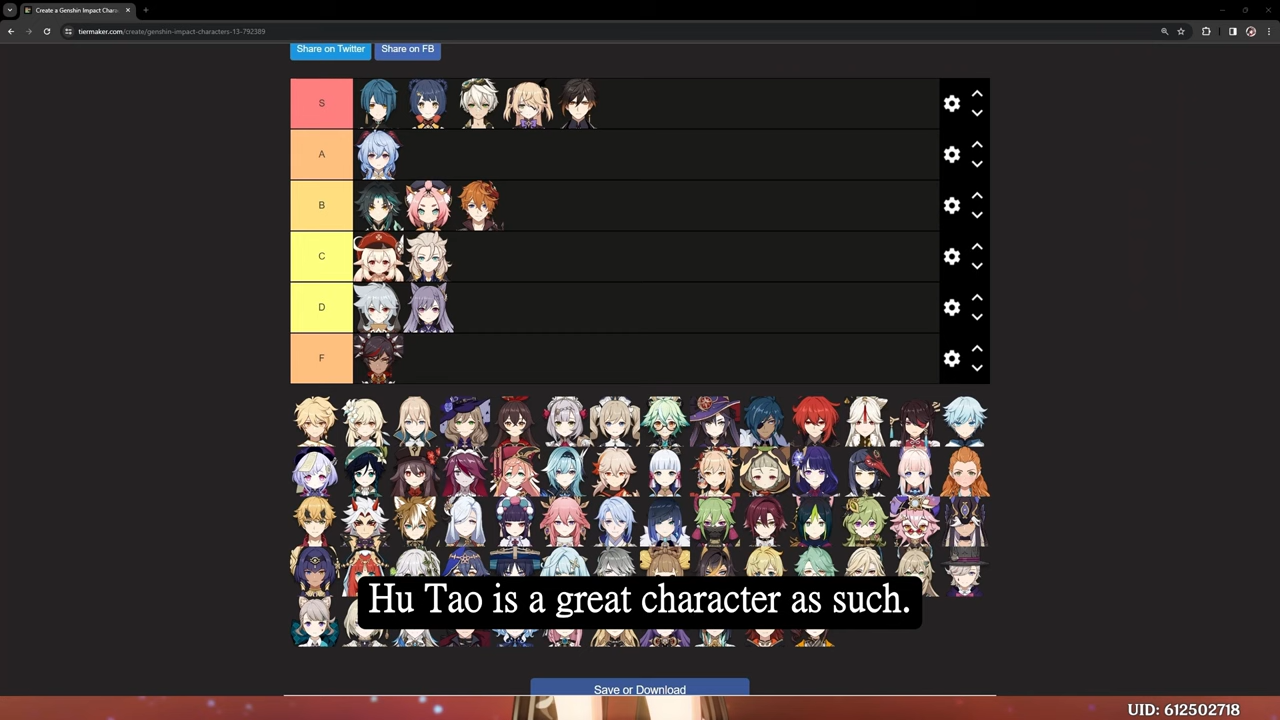 Create a Genshin Impact Char
tiermaker.com/create/genshin-impact-characters-13-792389
Share on Twitter
Share on FB
S
A
B
C
D
F
Hu Tao is a great character as such.
Save or Download
UID: 612502718